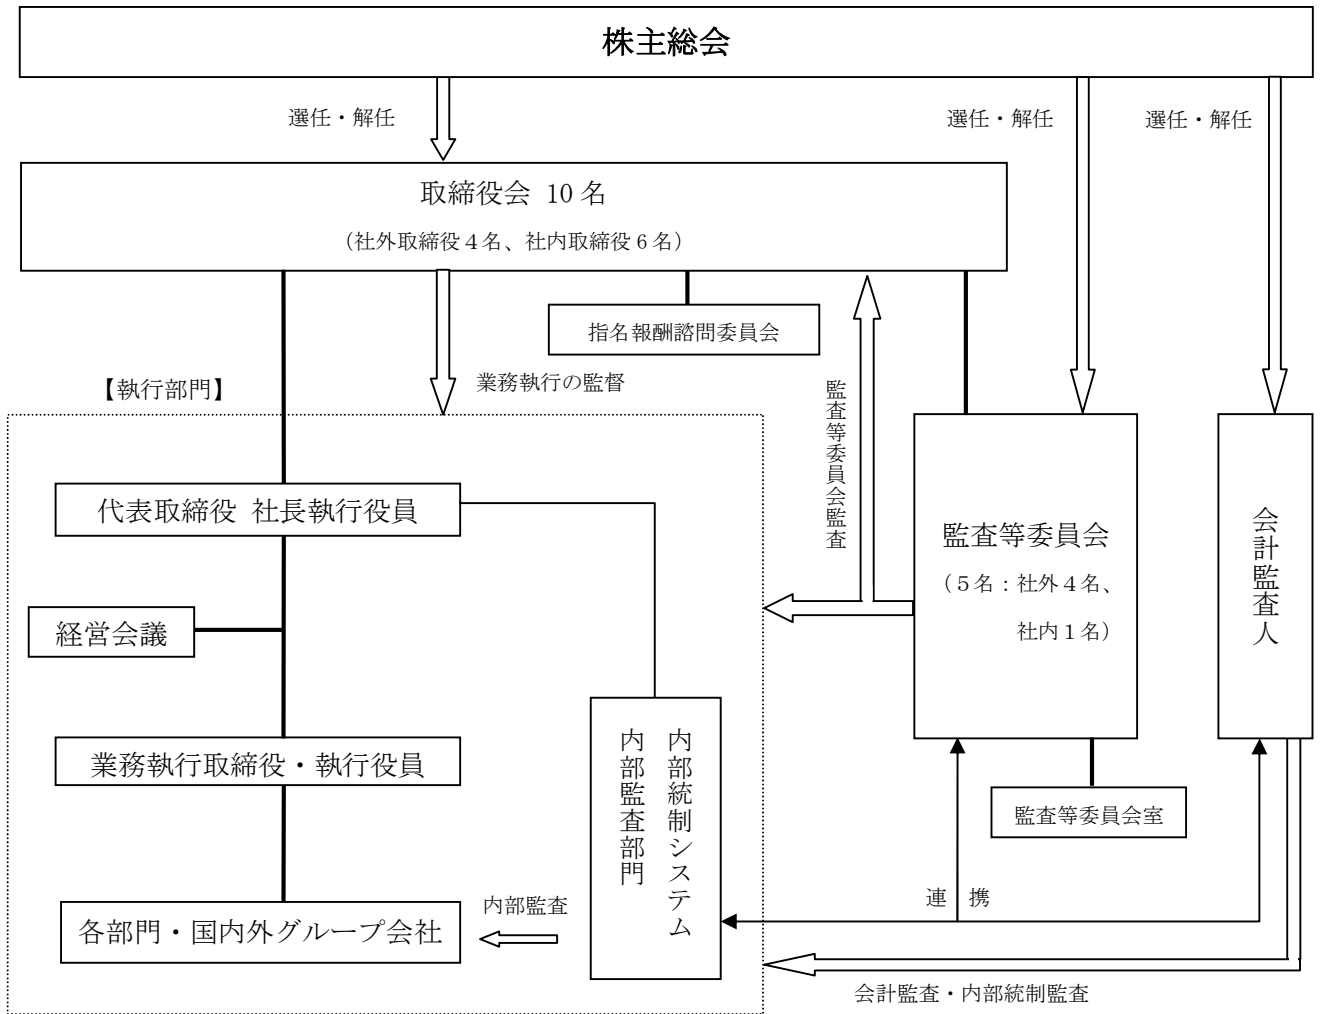 株主総会
選任・解任
選任・解任
選任・解任
取締役会 10名
（社外取締役４名、社内取締役６名）
指名報酬諮問委員会
【執行部門】
業務執行の監督
監査等委員会監査
代表取締役 社長執行役員
監査等委員会
（５名：社外４名、
社内１名）
会計監査人
経営会議
業務執行取締役・執行役員
内部統制システム
内部監査部門
監査等委員会室
連 携
内部監査
各部門・国内外グループ会社
会計監査・内部統制監査